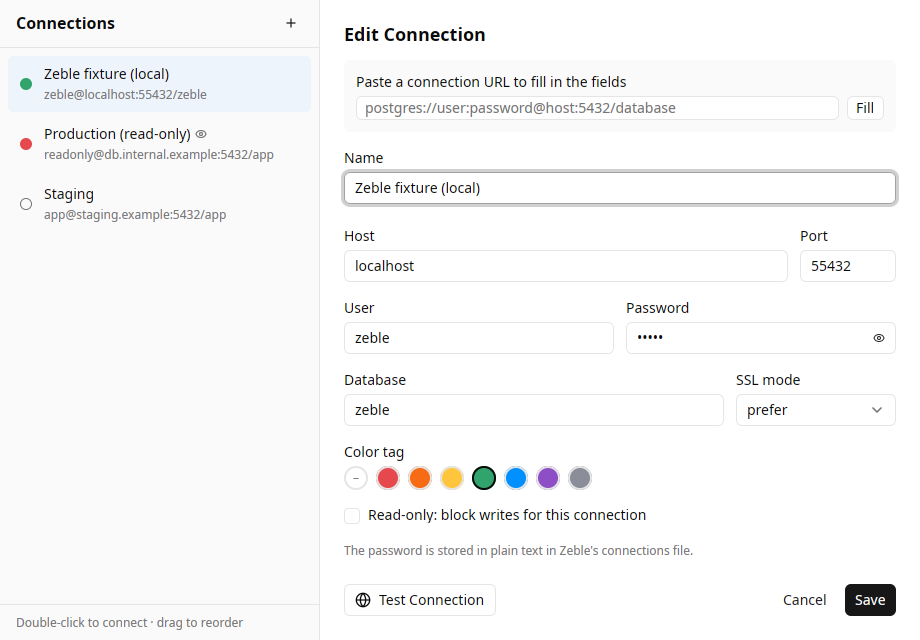 Connections
+
Zeble fixture (local)
zeble@localhost:55432/zeble
Production (read-only)
readonly@db.internal.example:5432/app
Staging
app@staging.example:5432/app
Double-click to connect · drag to reorder
Edit Connection
Paste a connection URL to fill in the fields
postgres://user:password@host:5432/database Fill
Name
Zeble fixture (local)
Host Port
localhost 55432
User Password
zeble •••••
Database SSL mode
zeble prefer
Color tag
–
Read-only: block writes for this connection
The password is stored in plain text in Zeble's connections file.
Test Connection Cancel Save